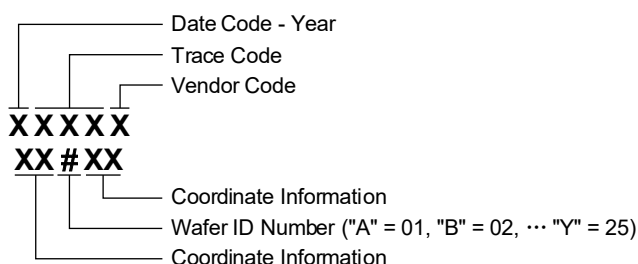 Date Code - Year
Trace Code
Vendor Code
XXXXX
XX#XX
Coordinate Information
Wafer ID Number ("A" = 01, "B" = 02, ··· "Y" = 25)
Coordinate Information